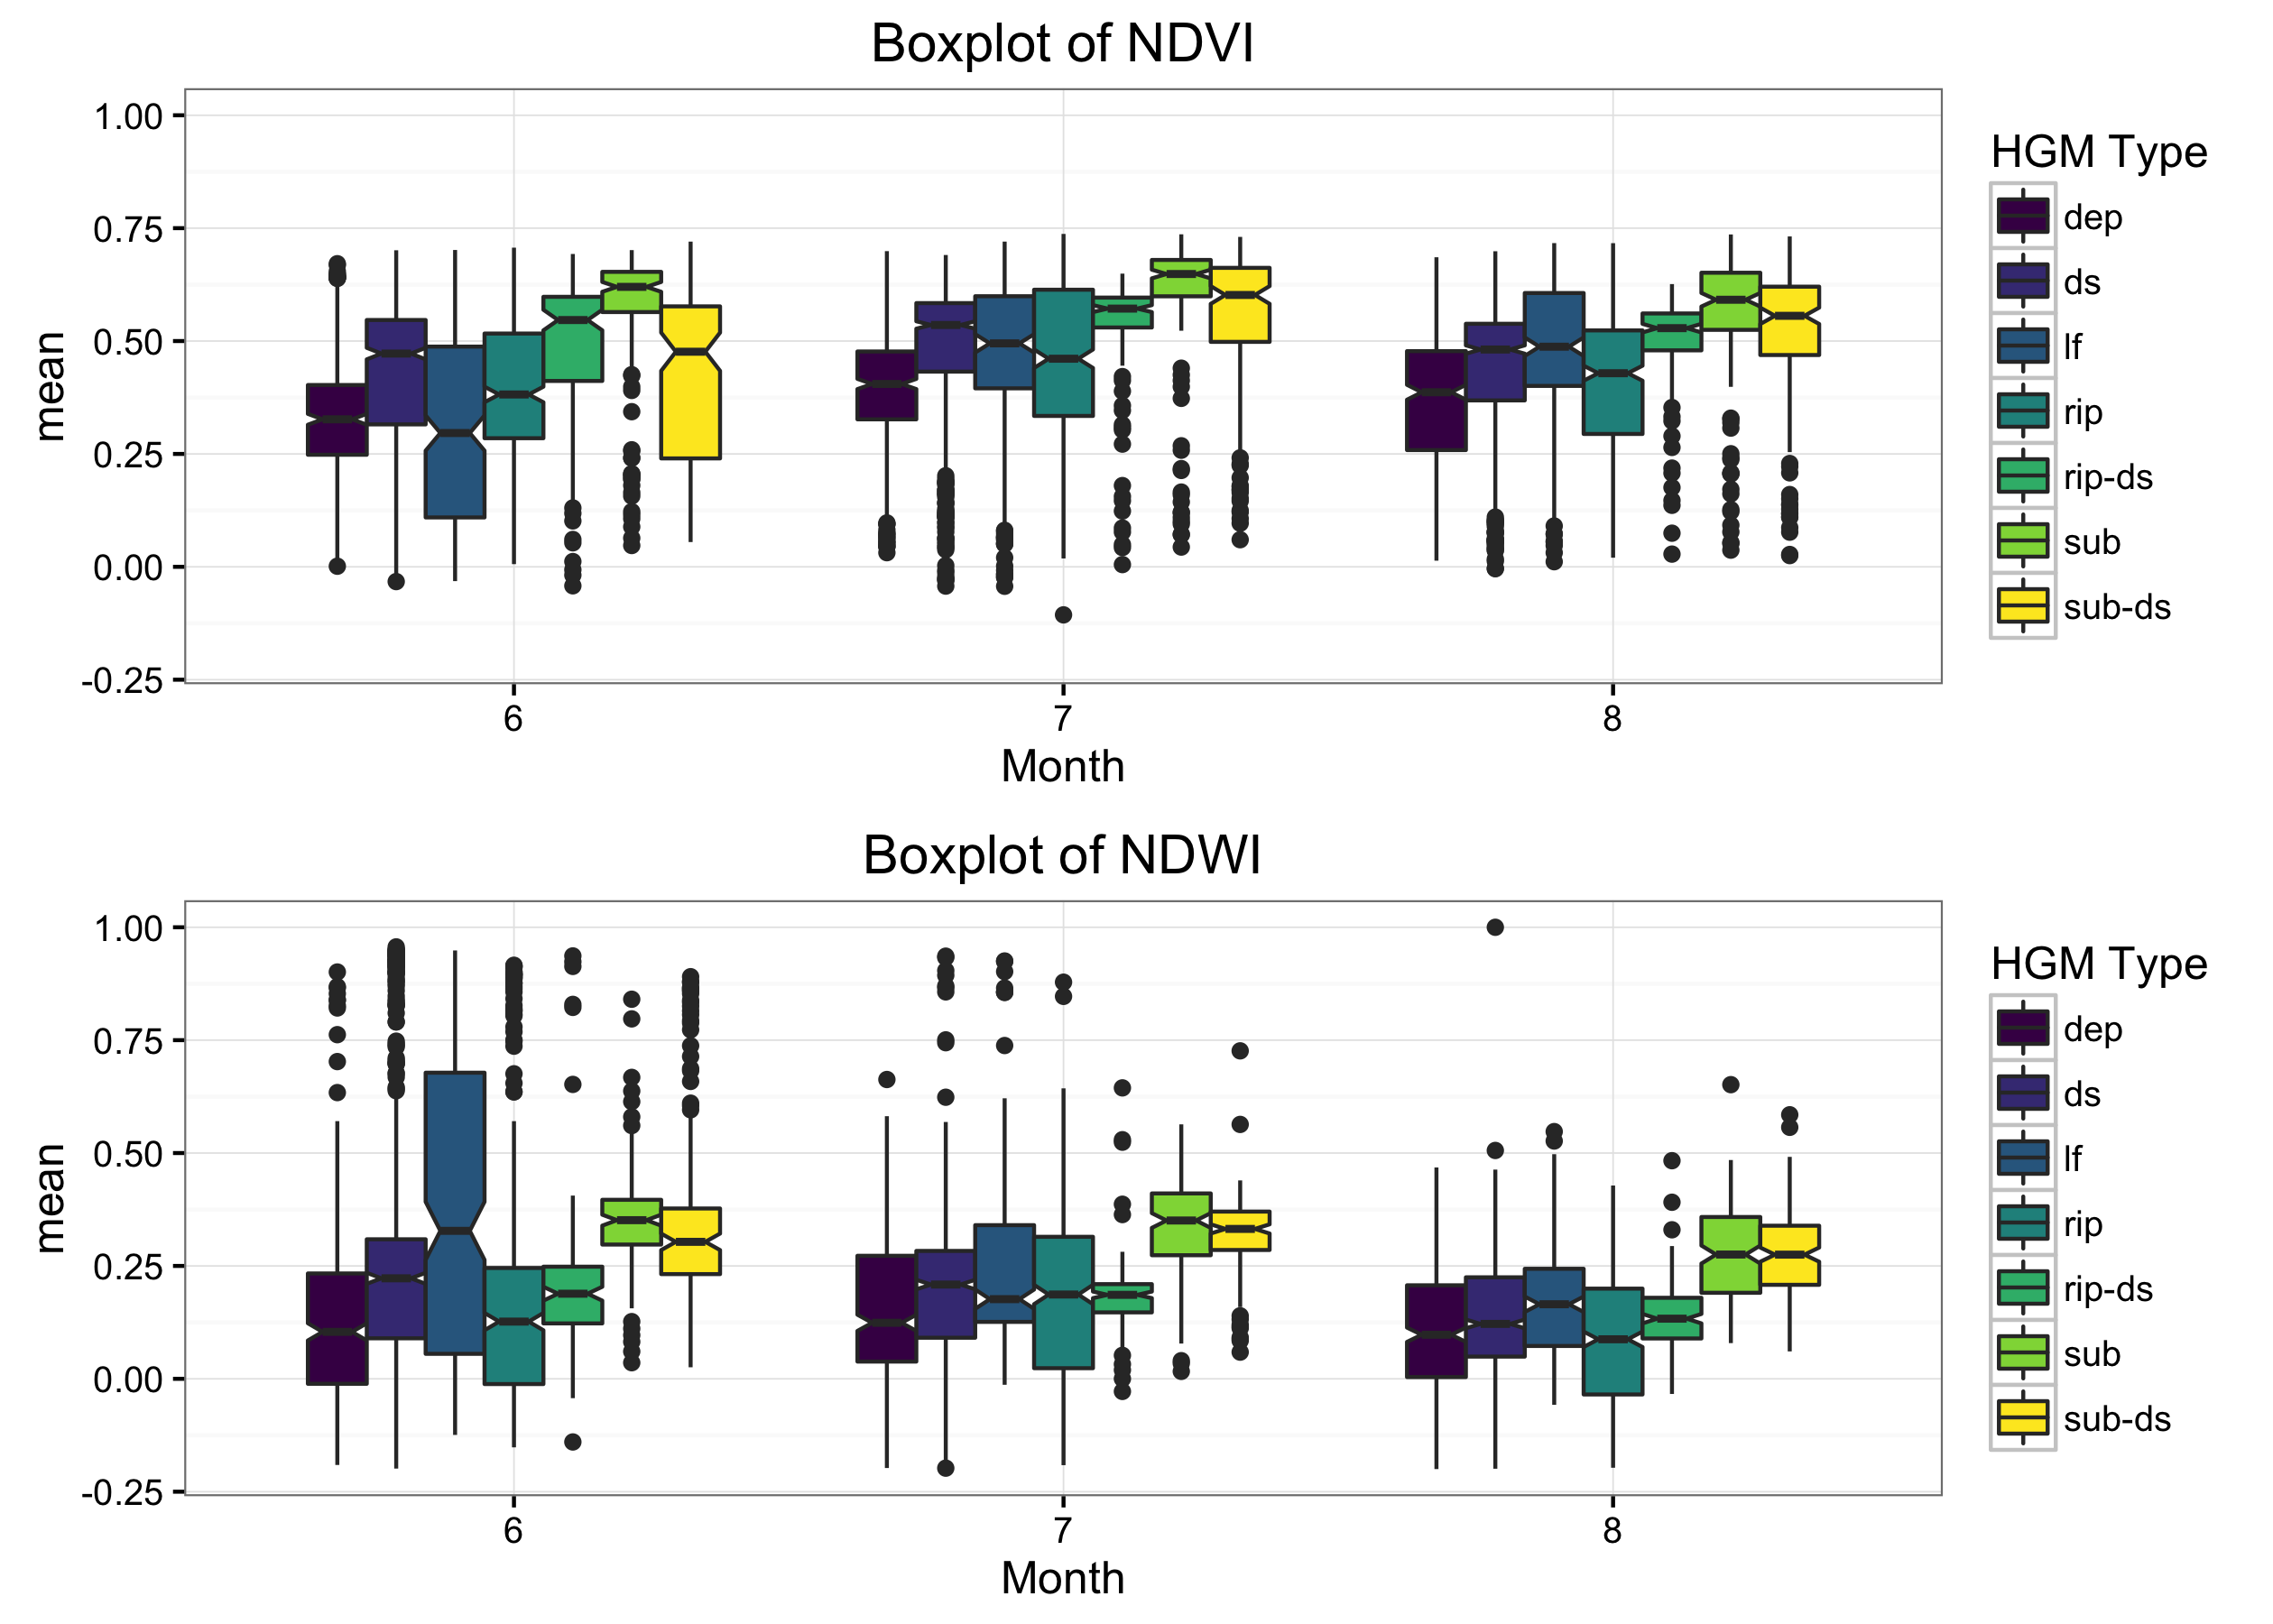 Boxplot of NDVI
mean
1.00
0.75
0.50
0.25
0.00
-0.25
6 7 8
Month
HGM Type
dep
ds
lf
rip
rip-ds
sub
sub-ds
Boxplot of NDWI
mean
1.00
0.75
0.50
0.25
0.00
-0.25
6 7 8
Month
HGM Type
dep
ds
lf
rip
rip-ds
sub
sub-ds